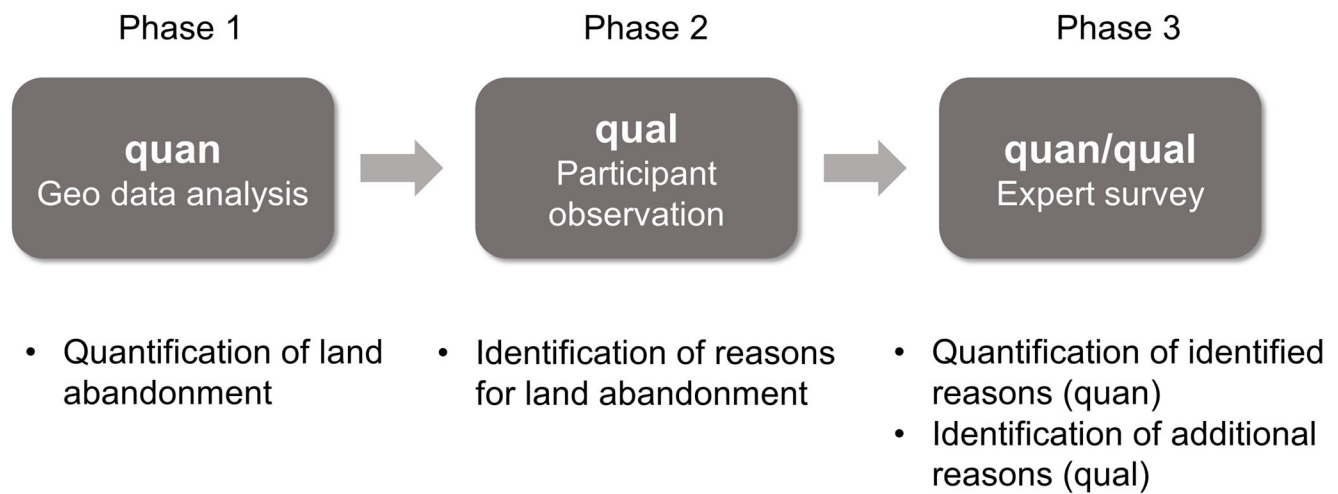 Phase 1
Phase 2
Phase 3
quan
Geo data analysis
qual
Participant
observation
quan/qual
Expert survey
• Quantification of land
abandonment
• Identification of reasons
for land abandonment
• Quantification of identified
reasons (quan)
• Identification of additional
reasons (qual)